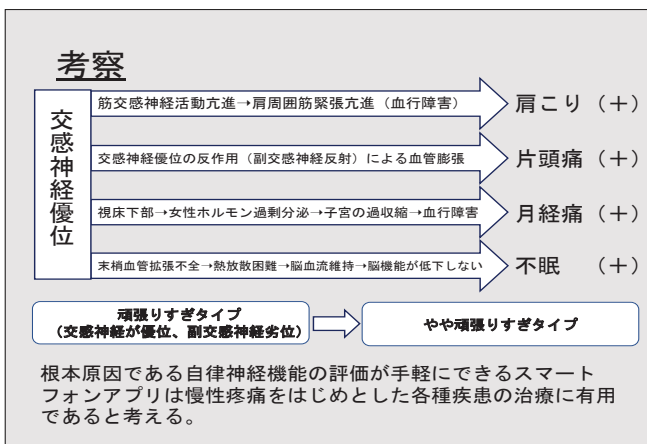 考察
交感神経優位
筋交感神経活動亢進→肩周囲筋緊張亢進（血行障害）
肩こり（＋）
交感神経優位の反作用（副交感神経反射）による血管膨張
片頭痛（＋）
視床下部→女性ホルモン過剰分泌→子宮の過収縮→血行障害
月経痛（＋）
末梢血管拡張不全→熱放散困難→脳血流維持→脳機能が低下しない
不眠　（＋）
頑張りすぎタイプ
（交感神経が優位、副交感神経劣位）
やや頑張りすぎタイプ
根本原因である自律神経機能の評価が手軽にできるスマート
フォンアプリは慢性疼痛をはじめとした各種疾患の治療に有用
であると考える。